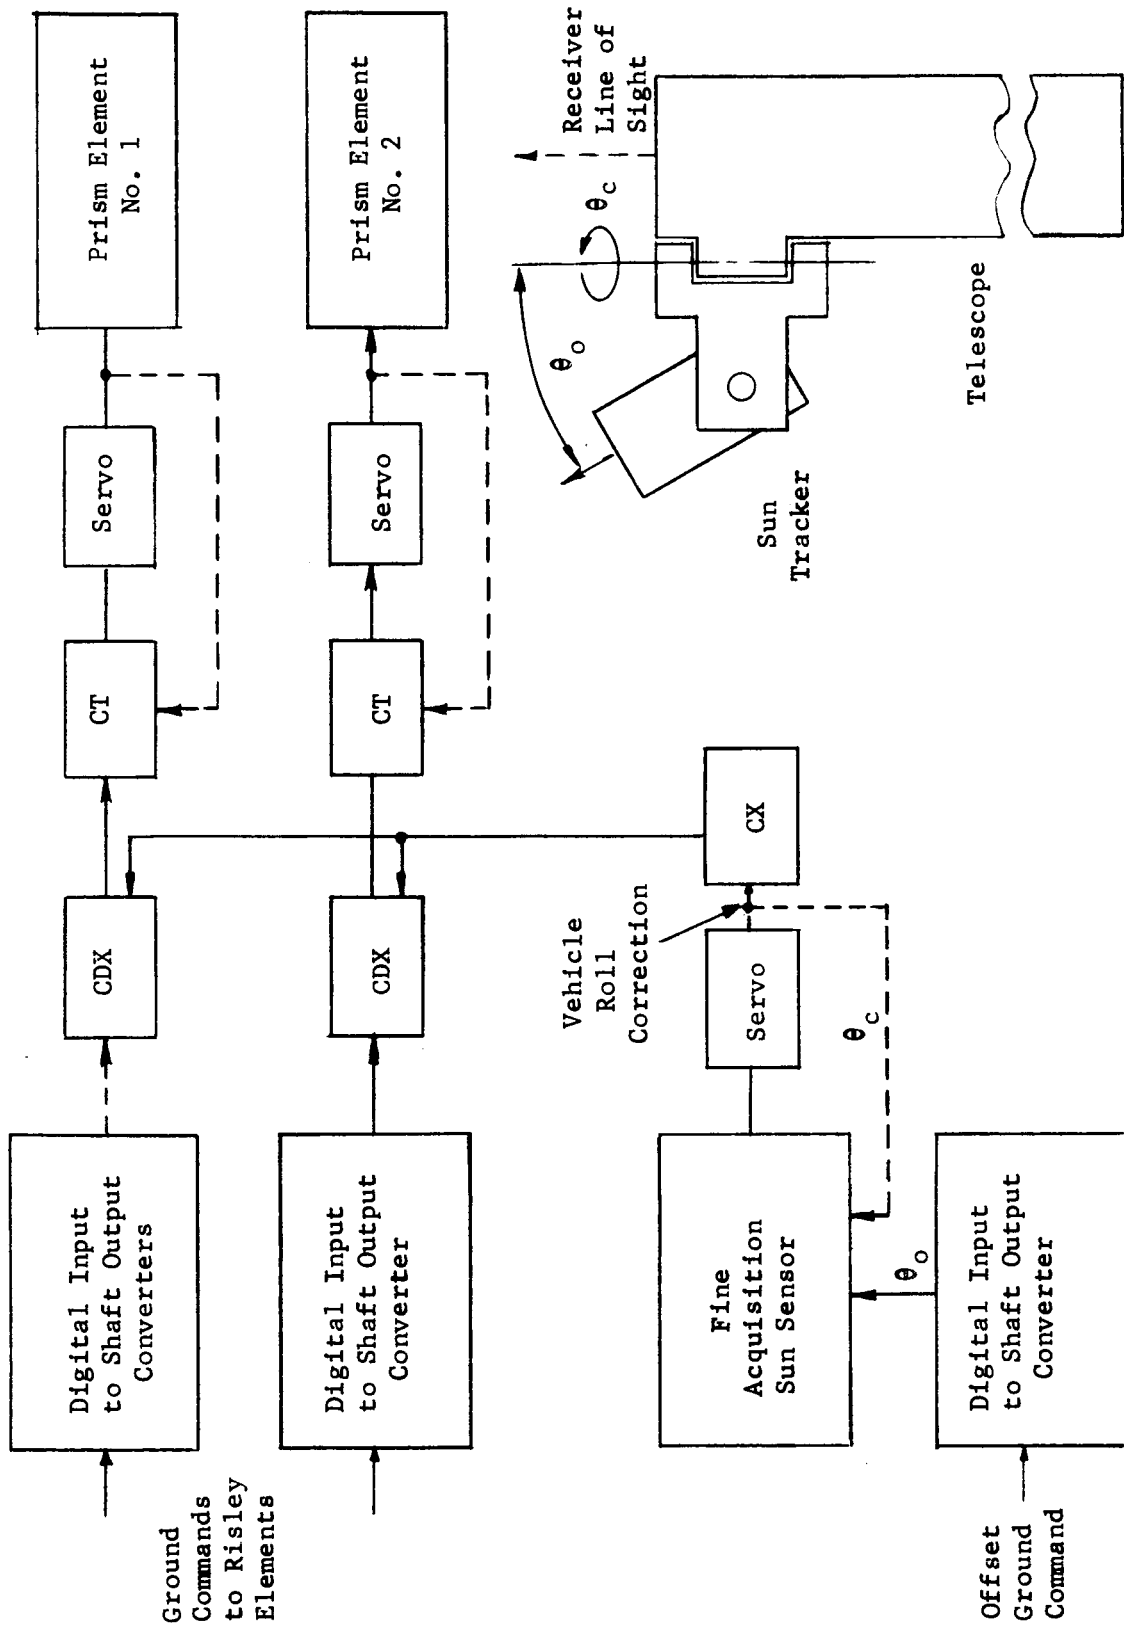 Ground
Commands
to Risley
Elements
Digital Input
to Shaft Output
Converters
CDX
CT
Servo
Prism Element
No. 1
Digital Input
to Shaft Output
Converter
CDX
CT
Servo
Prism Element
No. 2
Fine
Acquisition
Sun Sensor
Servo
Vehicle
Roll
Correction
CX
θc
θo
Offset
Ground
Command
Digital Input
to Shaft Output
Converter
Sun
Tracker
θo
θc
Receiver
Line of
Sight
Telescope